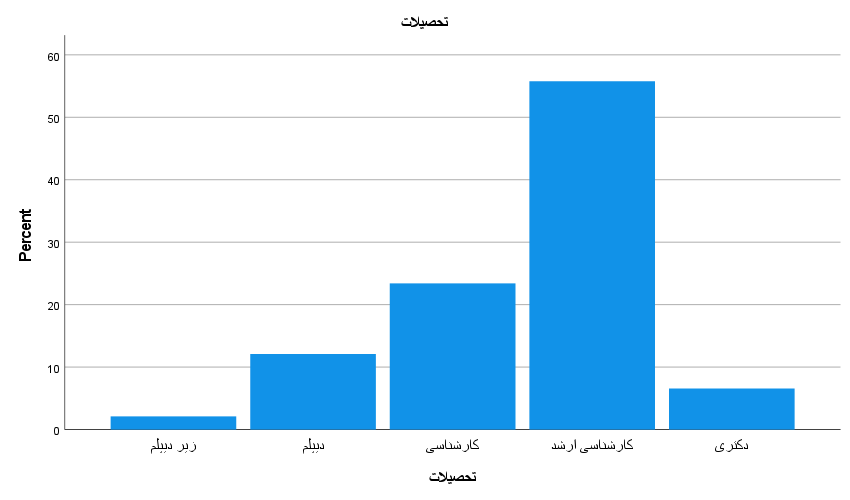 تحصیلات
60
50
40
30
20
10
0
Percent
زیر دیپلم
دیپلم
کارشناسی
کارشناسی ارشد
دکتری
تحصیلات